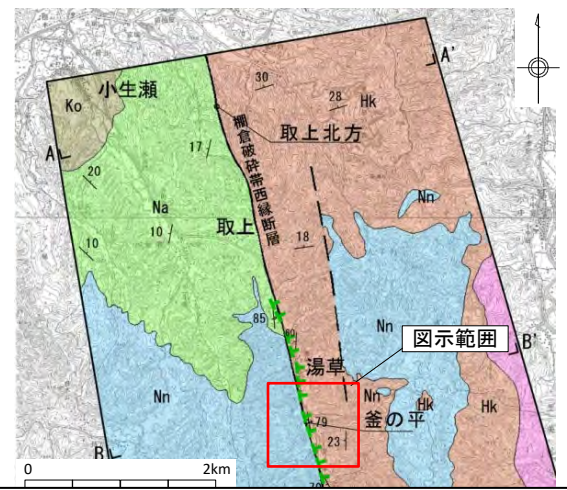 A'
小生瀬
Ko
30
28
Hk
取上北方
棚倉破砕帯西縁断層
A
17
20
Na
Nn
取上
10
18
10
Nn
85
図示範囲
B'
湯草
Nn
Nn
Hk
Hk
79
釜の平
23
B
0
2km